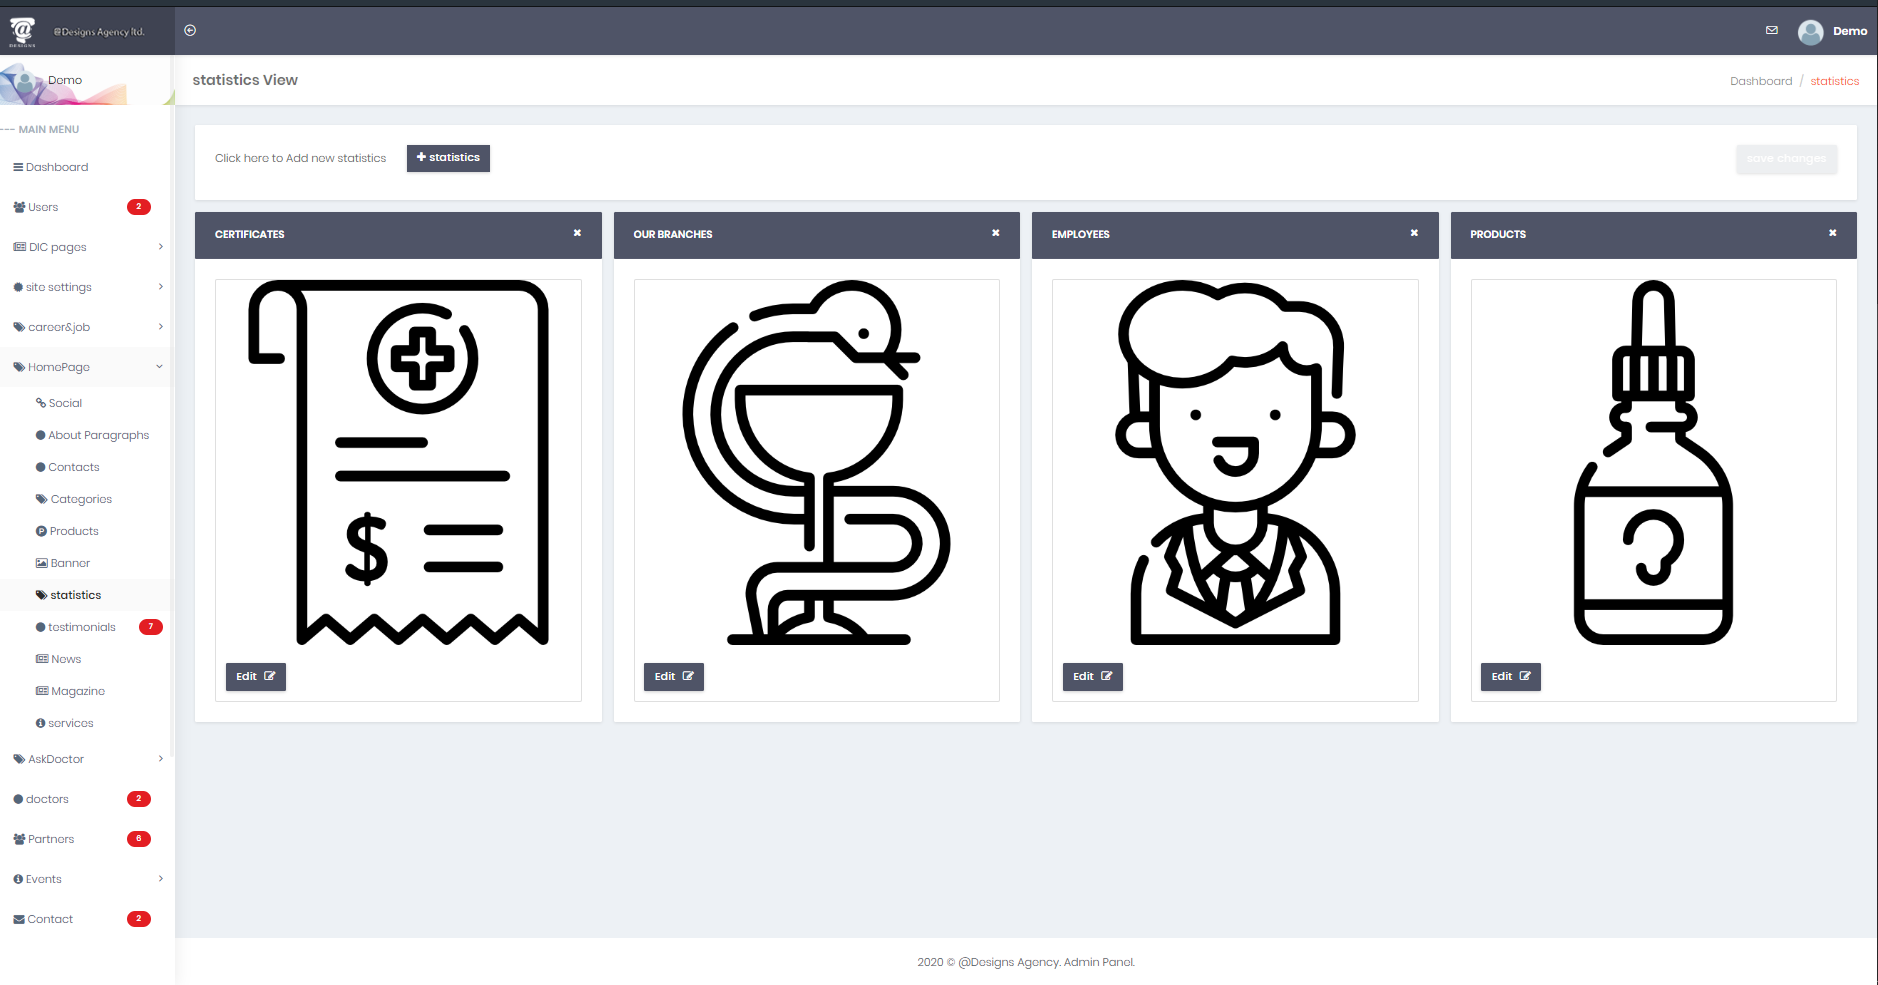 @Designs Agency ltd.
DESIGNS
Demo
Demo
statistics View
Dashboard / statistics
--- MAIN MENU
Dashboard
Users 2
DIC pages
site settings
career&job
HomePage
Social
About Paragraphs
Contacts
Categories
Products
Banner
statistics
testimonials 7
News
Magazine
services
AskDoctor
doctors 2
Partners 6
Events
Contact 2
Click here to Add new statistics
+ statistics
save changes
CERTIFICATES
OUR BRANCHES
EMPLOYEES
PRODUCTS
$
Edit
Edit
Edit
Edit
2020 © @Designs Agency. Admin Panel.